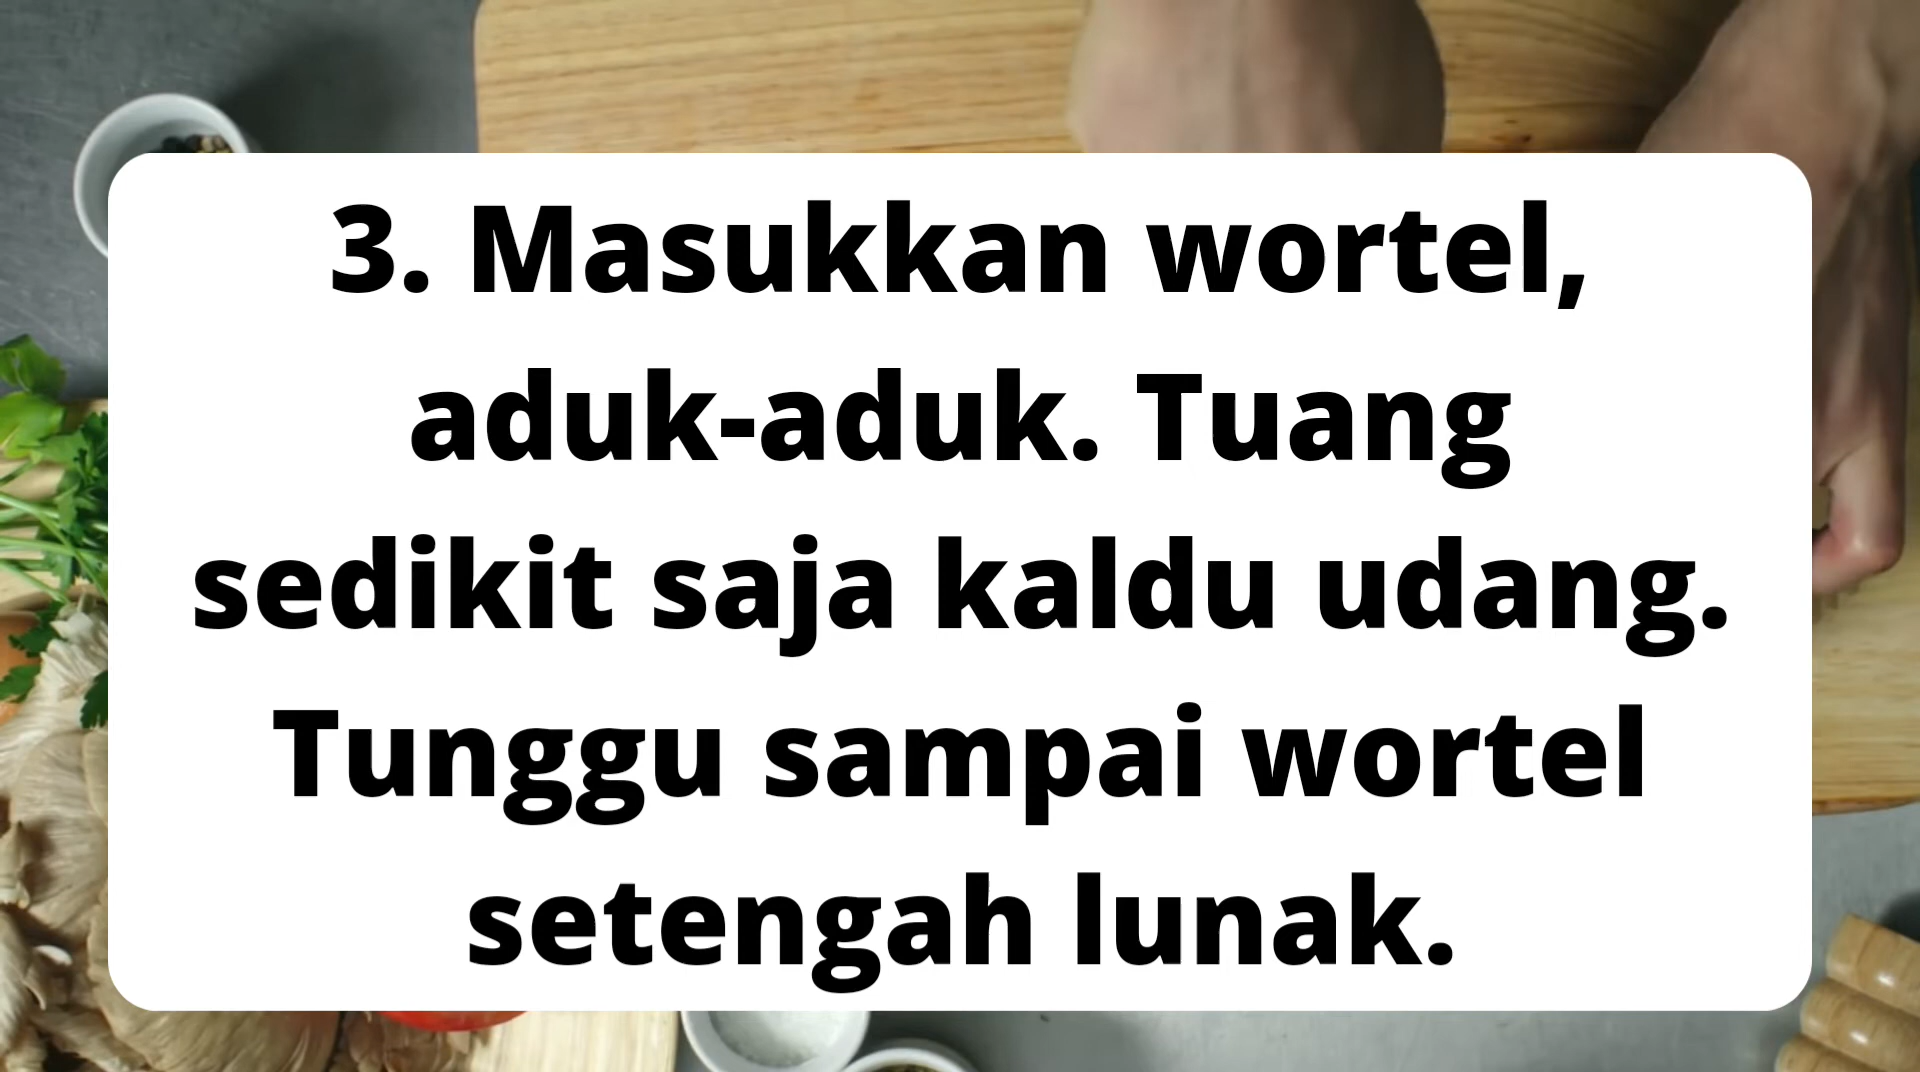 3. Masukkan wortel,
aduk-aduk. Tuang
sedikit saja kaldu udang.
Tunggu sampai wortel
setengah lunak.